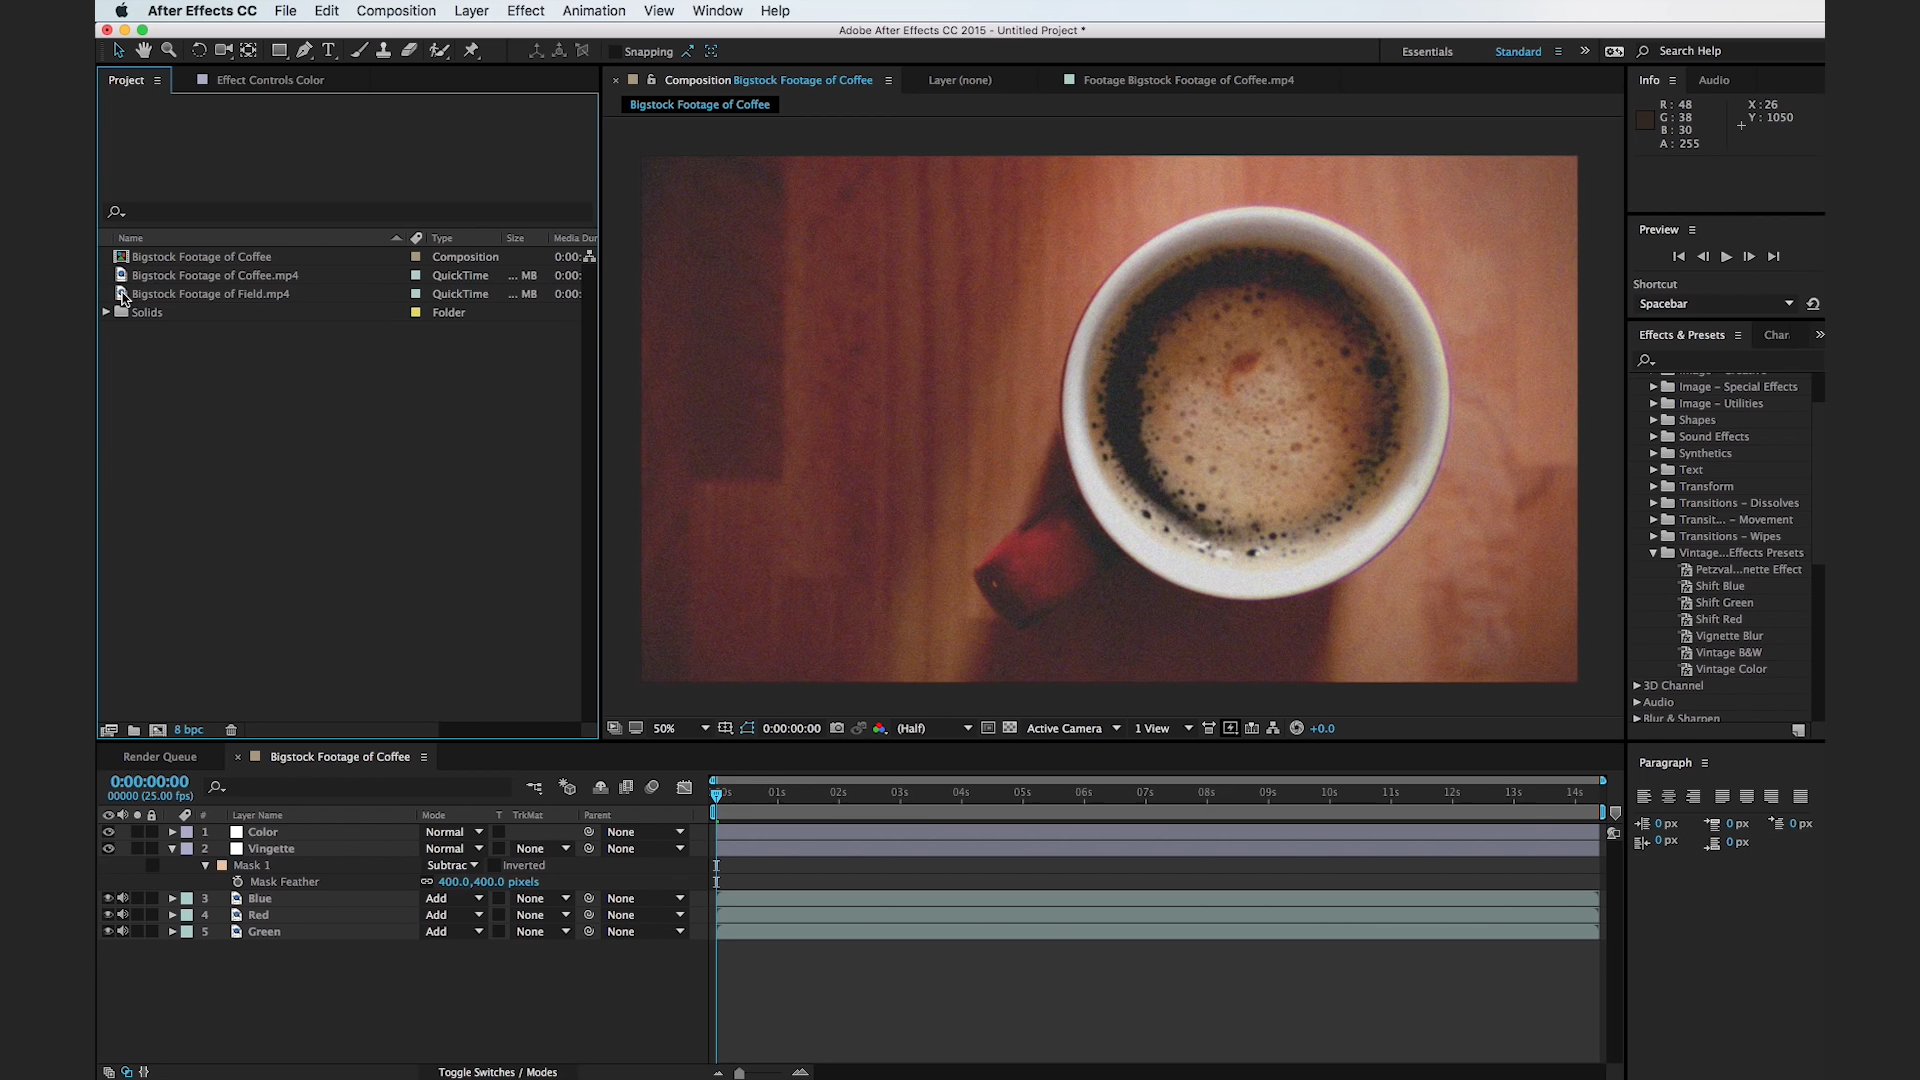 After Effects CC File Edit Composition Layer Effect Animation View Window Help
Adobe After Effects CC 2015 - Untitled Project *
Snapping
Essentials Standard Search Help
Project Effect Controls Color
Composition Bigstock Footage of Coffee Layer (none) Footage Bigstock Footage of Coffee.mp4
Bigstock Footage of Coffee
Info Audio
R: 48 X: 26
G: 38 Y: 1050
B: 30
A: 255
Name Type Size Media Dur
Bigstock Footage of Coffee Composition 0:00:
Bigstock Footage of Coffee.mp4 QuickTime ... MB 0:00:
Bigstock Footage of Field.mp4 QuickTime ... MB 0:00:
Solids Folder
Preview
Shortcut
Spacebar
Effects & Presets Char
Image - Special Effects
Image - Utilities
Shapes
Sound Effects
Synthetics
Text
Transform
Transitions - Dissolves
Transit... - Movement
Transitions - Wipes
Vintage...Effects Presets
Petzval...nette Effect
Shift Blue
Shift Green
Shift Red
Vignette Blur
Vintage B&W
Vintage Color
3D Channel
Audio
Blur & Sharpen
8 bpc
50% 0:00:00:00 (Half) Active Camera 1 View +0.0
Render Queue Bigstock Footage of Coffee
0:00:00:00
00000 (25.00 fps)
01s 02s 03s 04s 05s 06s 07s 08s 09s 10s 11s 12s 13s 14s
# Layer Name Mode T TrkMat Parent
1 Color Normal None
2 Vingette Normal None None
Mask 1 Subtrac Inverted
Mask Feather 400.0,400.0 pixels
3 Blue Add None None
4 Red Add None None
5 Green Add None None
Toggle Switches / Modes
Paragraph
0 px 0 px 0 px
0 px 0 px